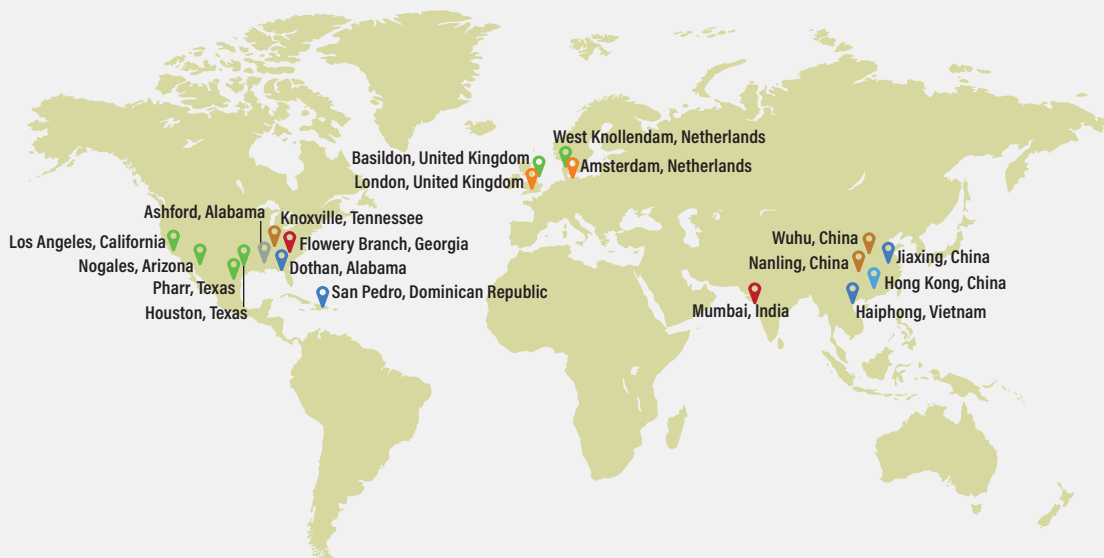 West Knollendam, Netherlands
Basildon, United Kingdom
Amsterdam, Netherlands
London, United Kingdom
Ashford, Alabama
Knoxville, Tennessee
Los Angeles, California
Flowery Branch, Georgia
Nogales, Arizona
Dothan, Alabama
Pharr, Texas
San Pedro, Dominican Republic
Houston, Texas
Wuhu, China
Jiaxing, China
Nanling, China
Hong Kong, China
Mumbai, India
Haiphong, Vietnam